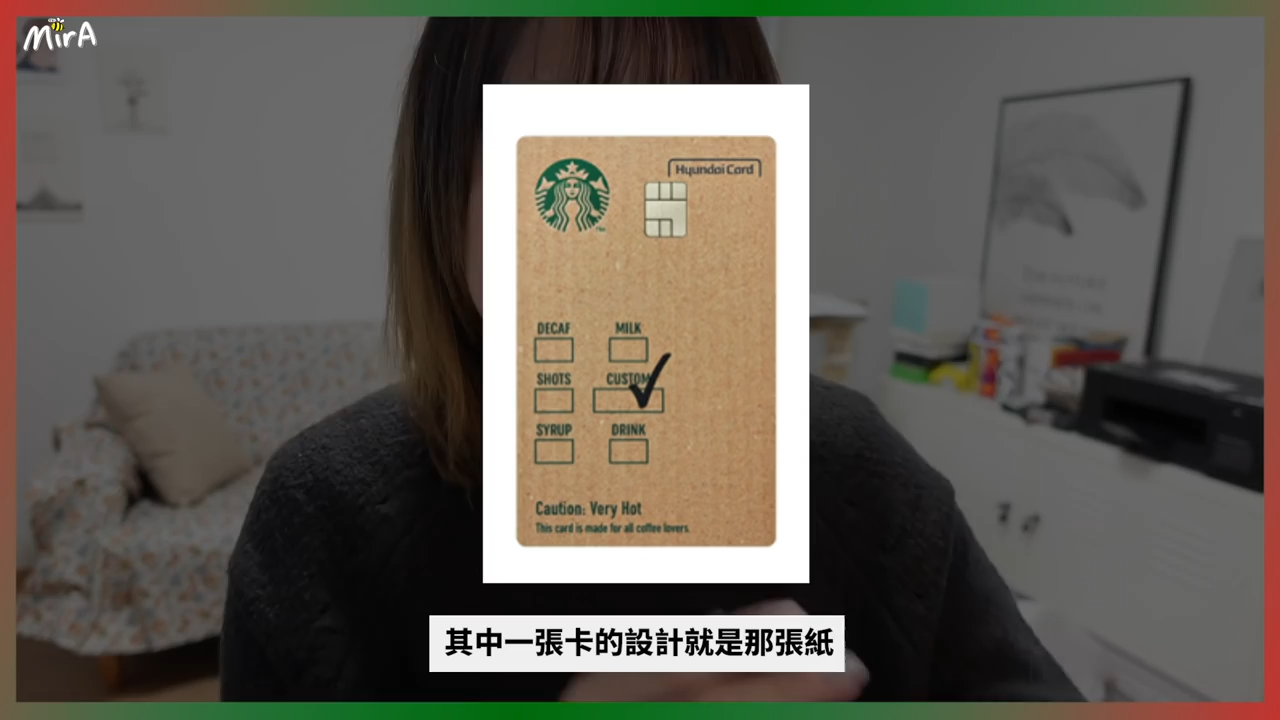 MirA
Hyundai Card
TM
DECAF MILK
SHOTS CUSTOM
SYRUP DRINK
Caution: Very Hot
This card is made for all coffee lovers.
其中一張卡的設計就是那張紙